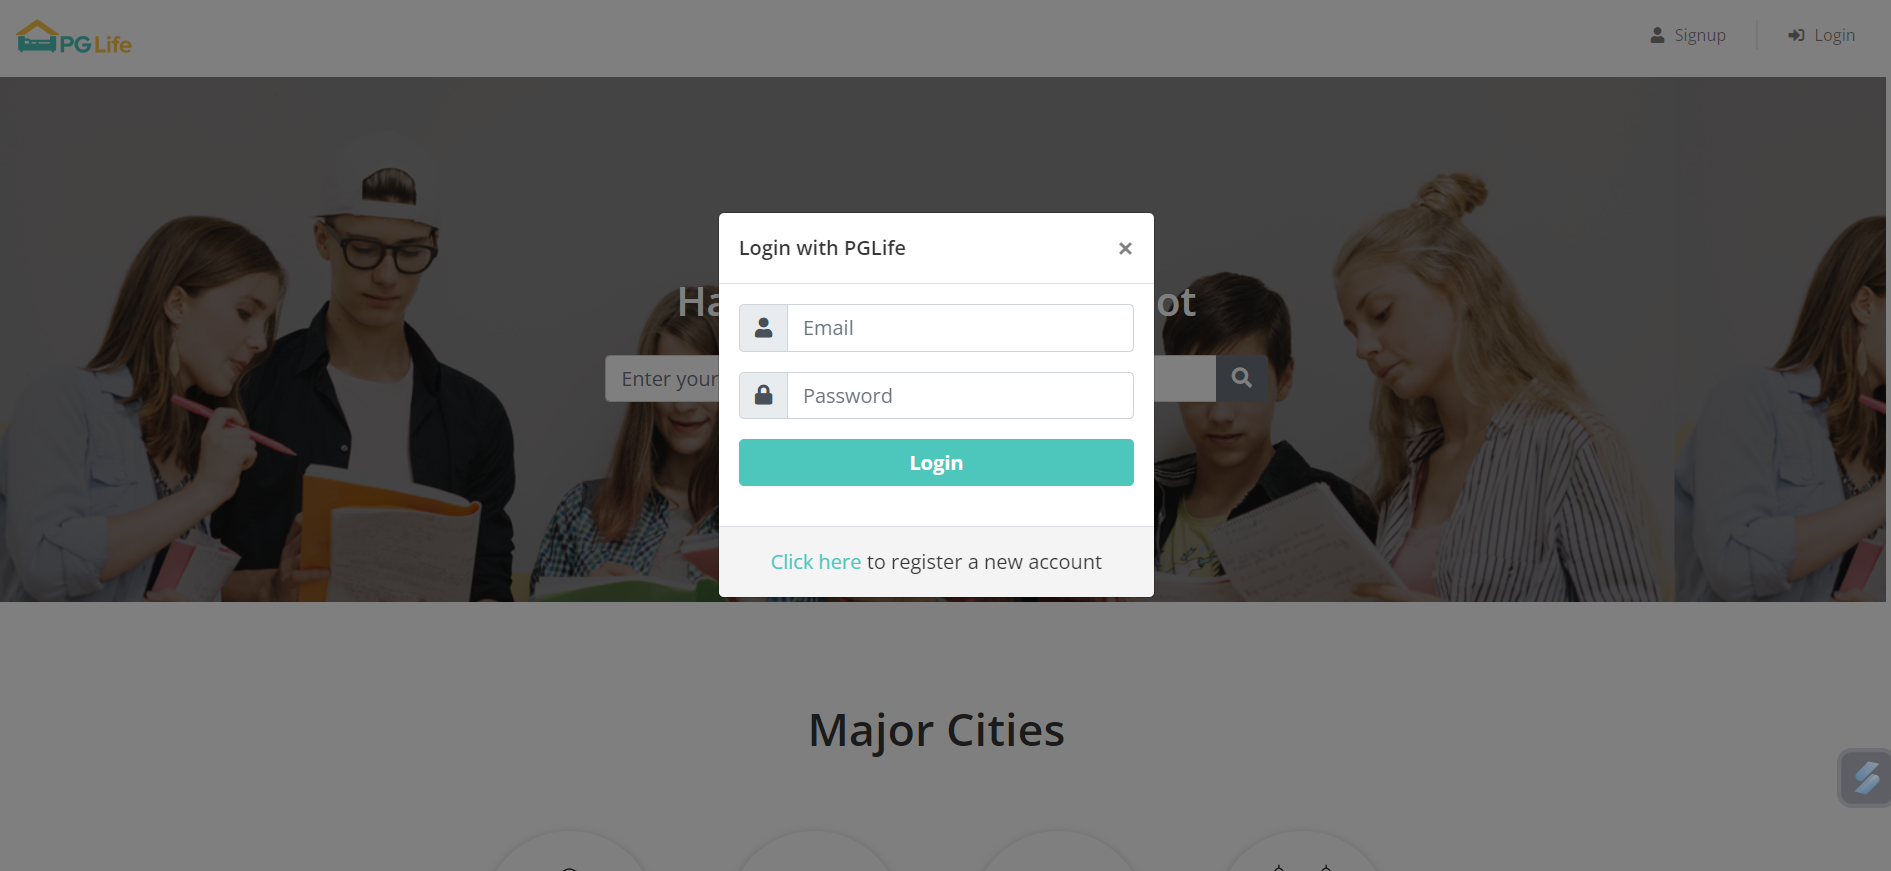 PG Life
Signup
Login
Login with PGLife
×
Ha
ot
Email
Enter your
Password
Login
Click here to register a new account
Major Cities